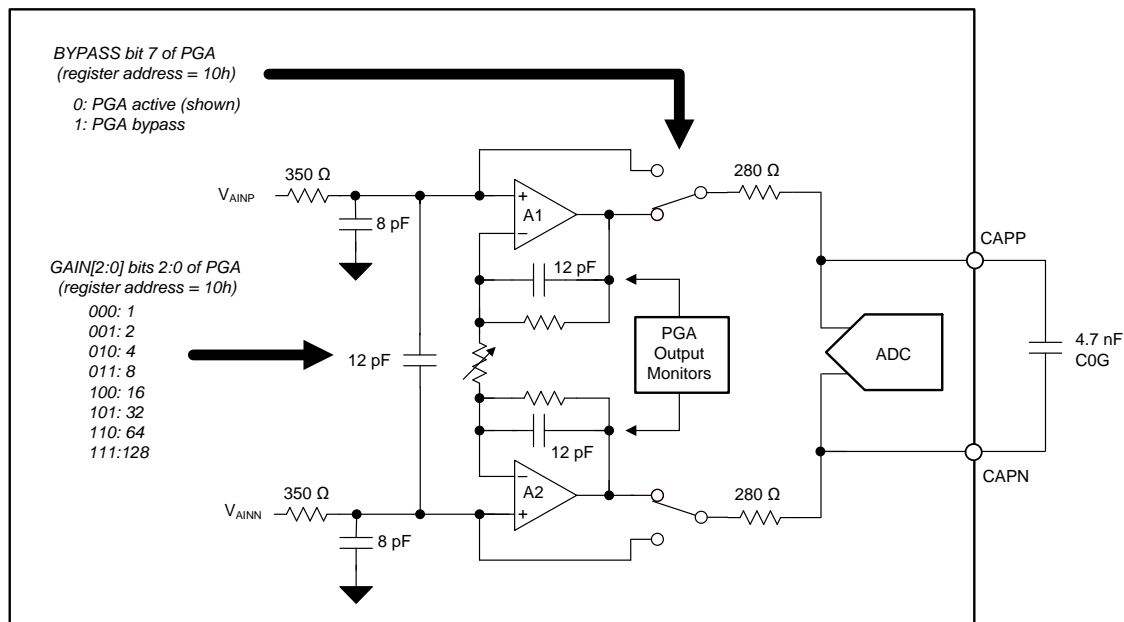 BYPASS bit 7 of PGA
(register address = 10h)
0: PGA active (shown)
1: PGA bypass
350 Ω
VAINP
8 pF
A1
+
−
280 Ω
CAPP
12 pF
GAIN[2:0] bits 2:0 of PGA
(register address = 10h)
000: 1
001: 2
010: 4
011: 8
100: 16
101: 32
110: 64
111:128
12 pF
PGA
Output
Monitors
ADC
4.7 nF
C0G
12 pF
350 Ω
VAINN
8 pF
−
A2
+
280 Ω
CAPN